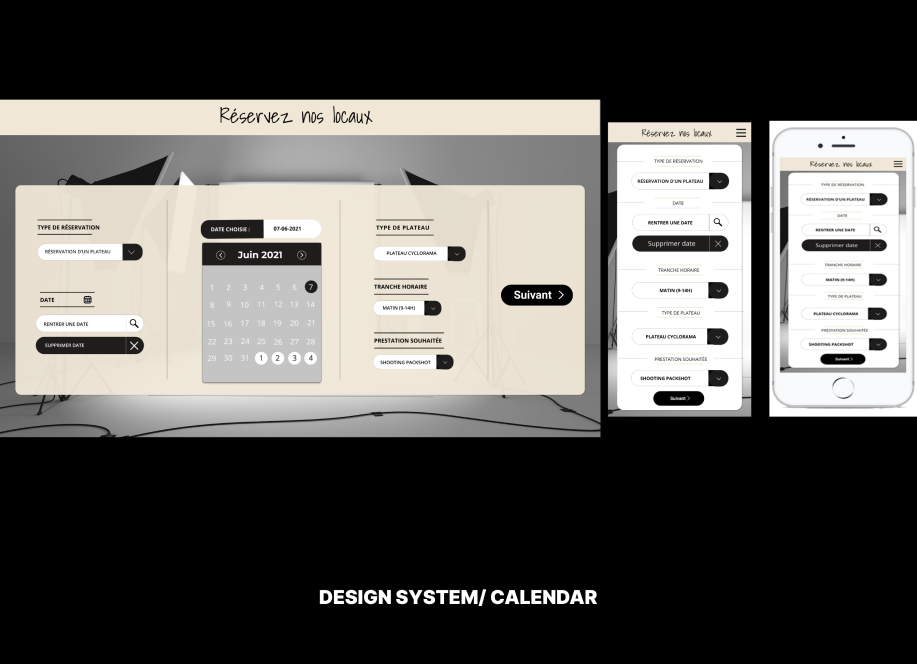 Réservez nos locaux
TYPE DE RÉSERVATION
RÉSERVATION D'UN PLATEAU
DATE
RENTRER UNE DATE
SUPPRIMER DATE
DATE CHOISIE : 07-06-2021
Juin 2021
1 2 3 4 5 6 7
8 9 10 11 12 13 14
15 16 17 18 19 20 21
22 23 24 25 26 27 28
29 30 31 1 2 3 4
TYPE DE PLATEAU
PLATEAU CYCLORAMA
TRANCHE HORAIRE
MATIN (9-14H)
PRESTATION SOUHAITÉE
SHOOTING PACKSHOT
Suivant
Réservez nos locaux
TYPE DE RÉSERVATION
RÉSERVATION D'UN PLATEAU
DATE
RENTRER UNE DATE
Supprimer date
TRANCHE HORAIRE
MATIN (9-14H)
TYPE DE PLATEAU
PLATEAU CYCLORAMA
PRESTATION SOUHAITÉE
SHOOTING PACKSHOT
Suivant
Réservez nos locaux
TYPE DE RÉSERVATION
RÉSERVATION D'UN PLATEAU
DATE
RENTRER UNE DATE
Supprimer date
TRANCHE HORAIRE
MATIN (9-14H)
TYPE DE PLATEAU
PLATEAU CYCLORAMA
PRESTATION SOUHAITÉE
SHOOTING PACKSHOT
Suivant
DESIGN SYSTEM/ CALENDAR